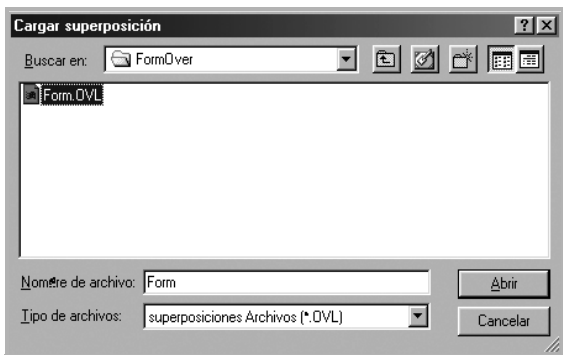 Cargar superposición
Buscar en: FormOver
Form.OVL
Nombre de archivo: Form
Abrir
Tipo de archivos: superposiciones Archivos (*.OVL)
Cancelar